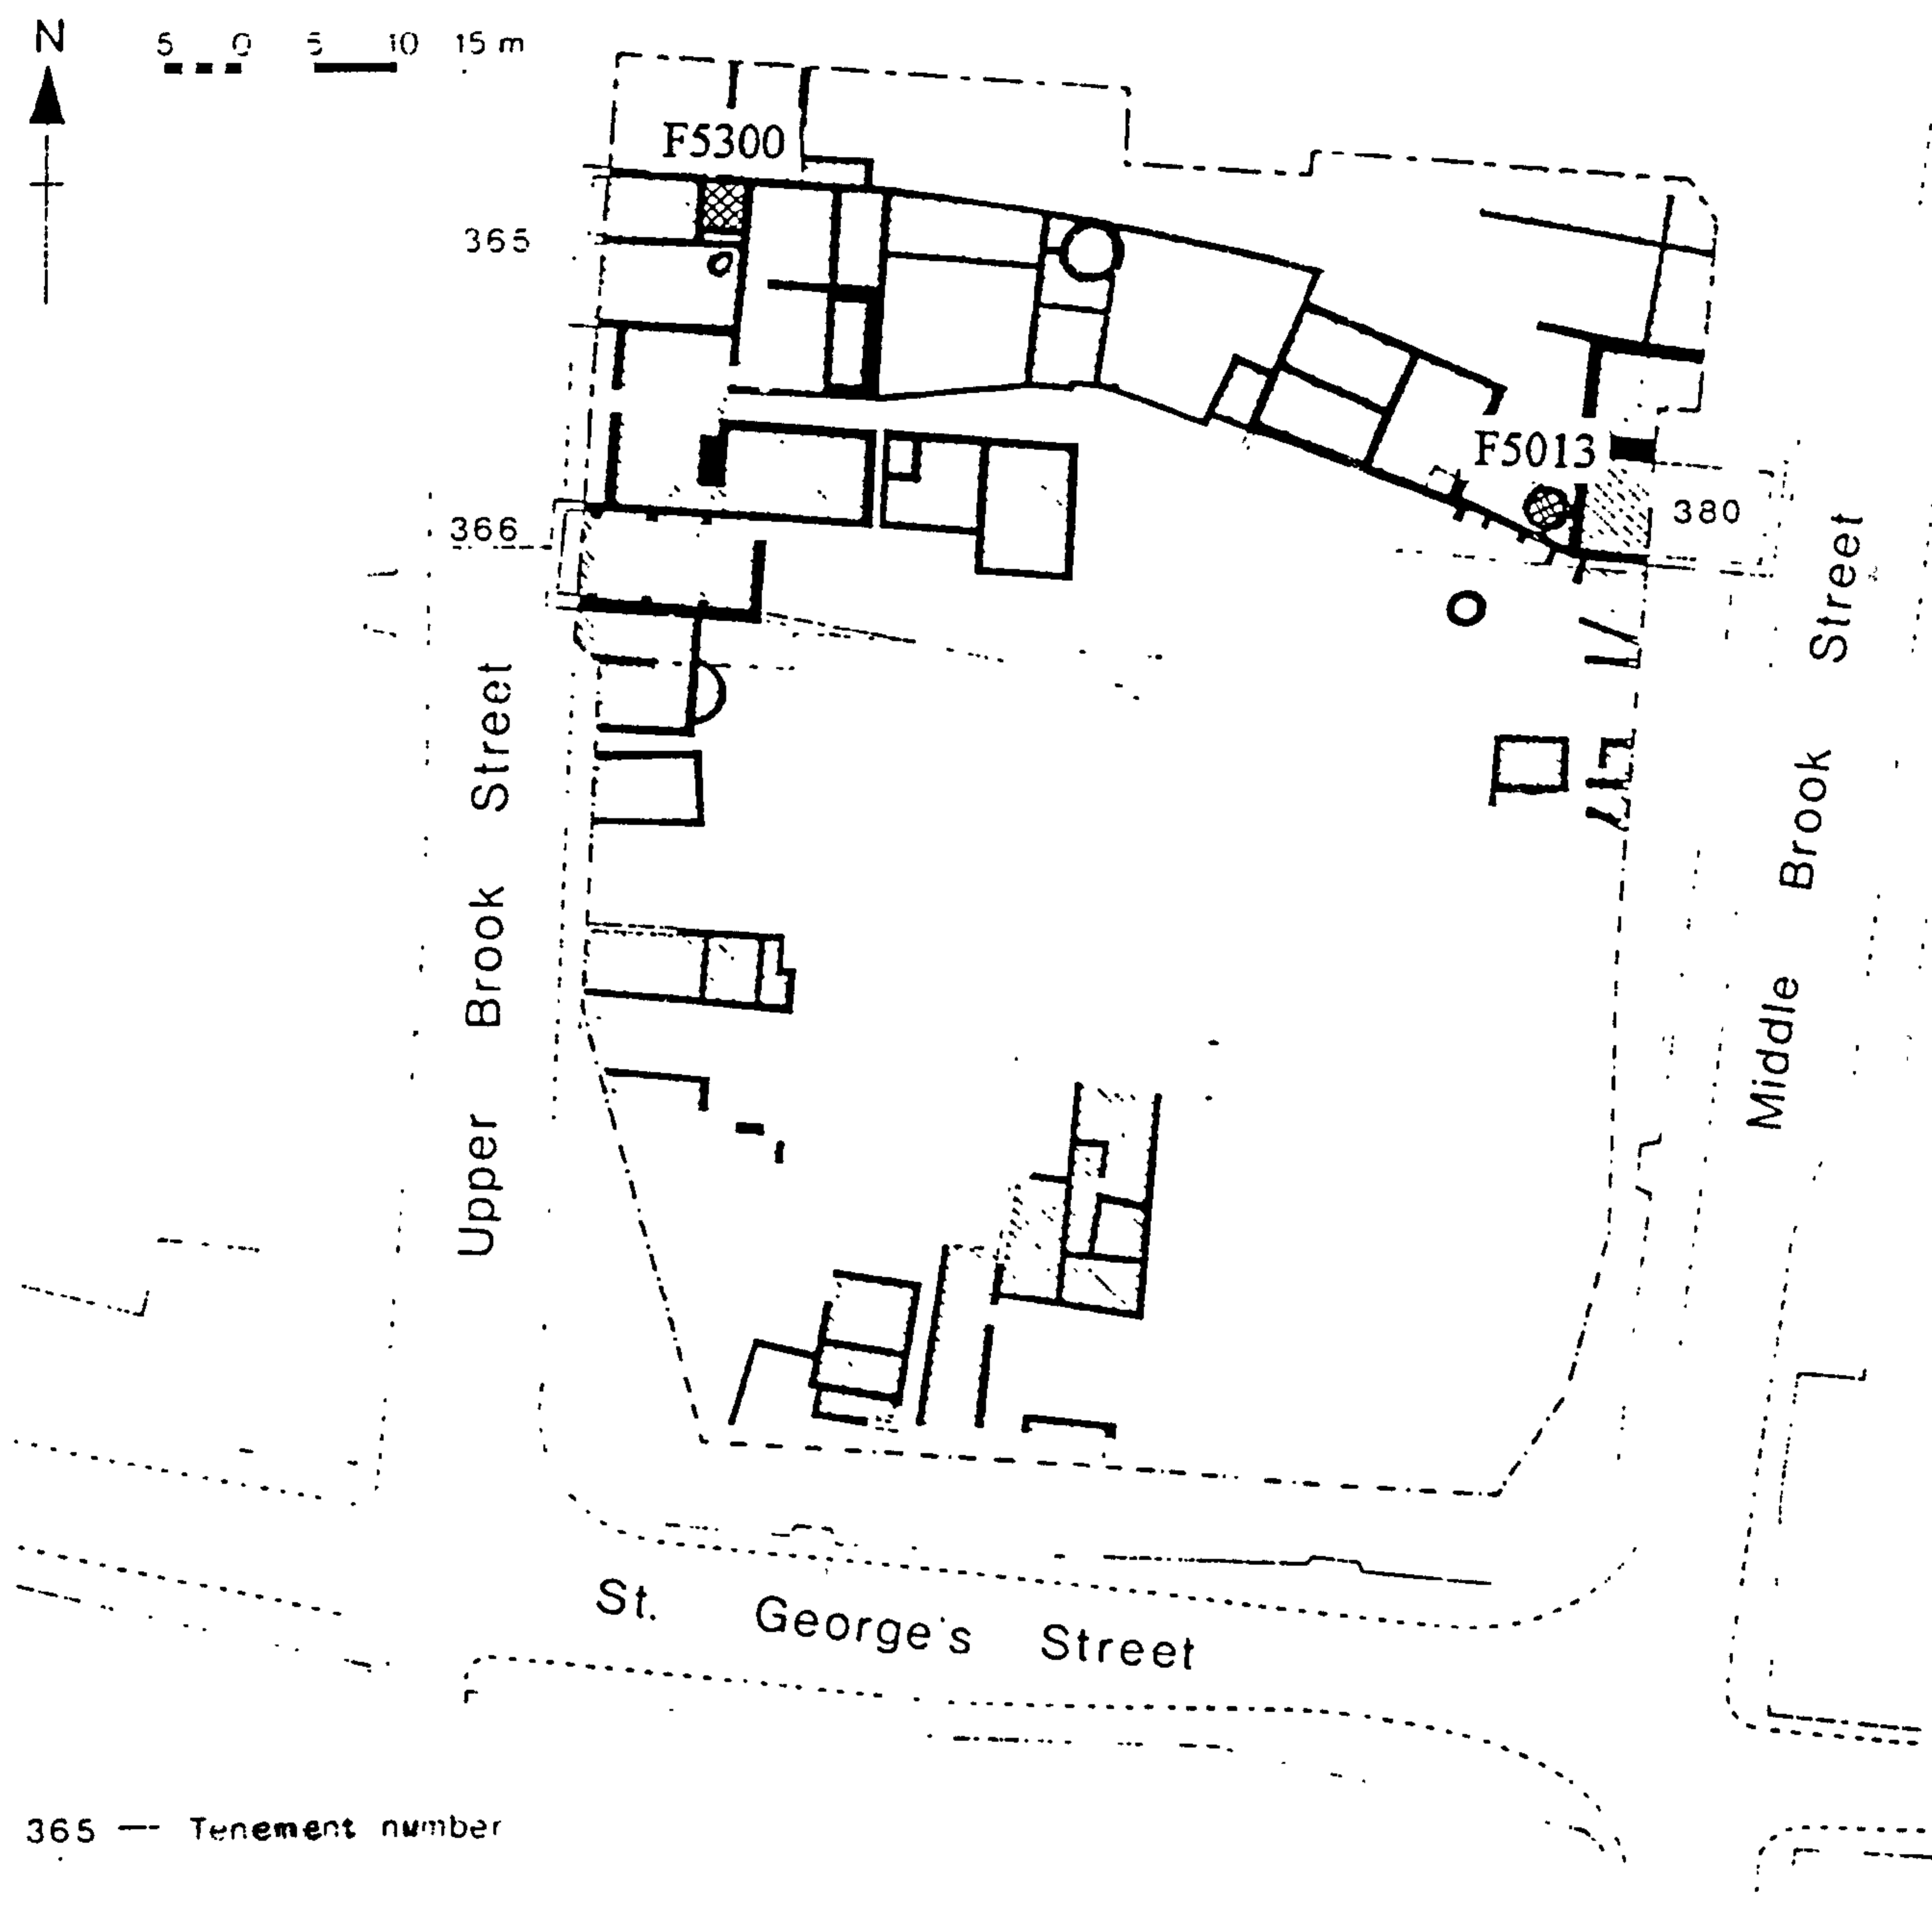 N
5 0 5 10 15 m
F5300
365
F5013
366
380
Upper Brook Street
Middle Brook Street
St. George's Street
365 — Tenement number